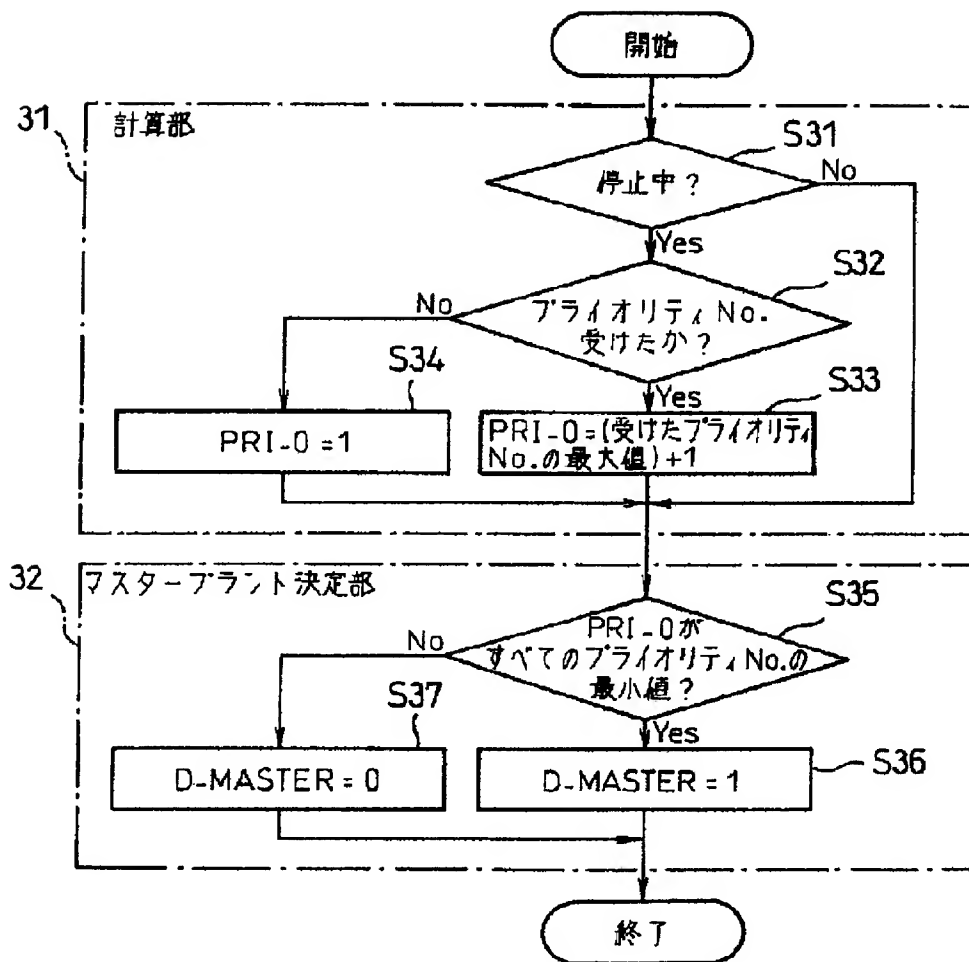 開始
31
計算部
S31
停止中?
No
Yes
S32
プライオリティNo.
受けたか?
No
Yes
S34
PRI-0=1
S33
PRI-0=(受けたプライオリティ
No.の最大値)+1
32
マスタープラント決定部
S35
PRI-0が
すべてのプライオリティNo.の
最小値?
No
Yes
S37
D-MASTER=0
D-MASTER=1
S36
終了